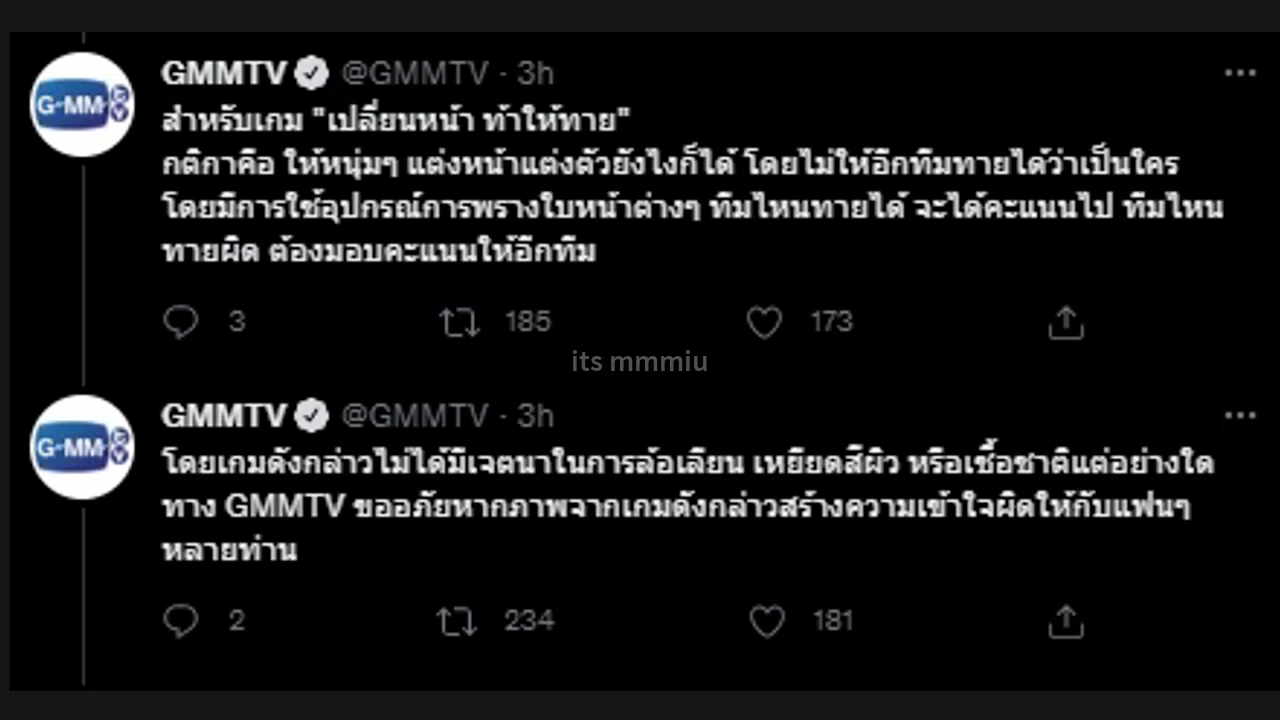 GMMTV @GMMTV · 3h
สำหรับเกม "เปลี่ยนหน้า ท้าให้ทาย"
กติกาคือ ให้หนุ่มๆ แต่งหน้าแต่งตัวยังไงก็ได้ โดยไม่ให้อีกทีมทายได้ว่าเป็นใคร
โดยมีการใช้อุปกรณ์การพรางใบหน้าต่างๆ ทีมไหนทายได้ จะได้คะแนนไป ทีมไหน
ทายผิด ต้องมอบคะแนนให้อีกทีม
3 185 173
its mmmiu
GMMTV @GMMTV · 3h
โดยเกมดังกล่าวไม่ได้มีเจตนาในการล้อเลียน เหยียดสีผิว หรือเชื้อชาติแต่อย่างใด
ทาง GMMTV ขออภัยหากภาพจากเกมดังกล่าวสร้างความเข้าใจผิดให้กับแฟนๆ
หลายท่าน
2 234 181
G-MM TV
G-MM TV